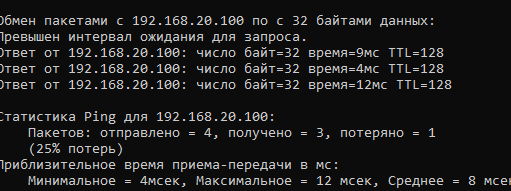 Обмен пакетами с 192.168.20.100 по с 32 байтами данных:
Превышен интервал ожидания для запроса.
Ответ от 192.168.20.100: число байт=32 время=9мс TTL=128
Ответ от 192.168.20.100: число байт=32 время=4мс TTL=128
Ответ от 192.168.20.100: число байт=32 время=12мс TTL=128
Статистика Ping для 192.168.20.100:
Пакетов: отправлено = 4, получено = 3, потеряно = 1
(25% потерь)
Приблизительное время приема-передачи в мс:
Минимальное = 4мсек, Максимальное = 12 мсек, Среднее = 8 мсек